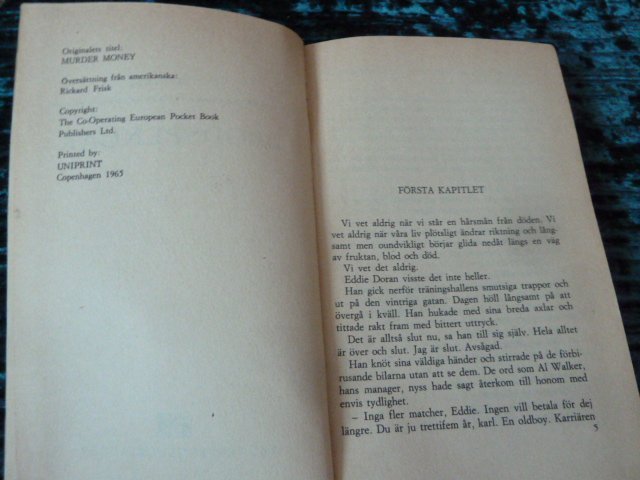 Originalets titel:
MURDER MONEY
Översättning från amerikanska:
Rickard Frisk
Copyright:
The Co-Operating European Pocket Book
Publishers Ltd.
Printed by:
UNIPRINT
Copenhagen 1965
FÖRSTA KAPITLET
Vi vet aldrig när vi står en hårsmån från döden. Vi
vet aldrig när våra liv plötsligt ändrar riktning och lång-
samt men oundvikligt börjar glida nedåt längs en våg
av fruktan, blod och död.
Vi vet det aldrig.
Eddie Doran visste det inte heller.
Han gick nerför träningshallens smutsiga trappor och
ut på den vintriga gatan. Dagen höll långsamt på att
övergå i kväll. Han hukade med sina breda axlar och
tittade rakt fram med bittert uttryck.
Det är alltså slut nu, sa han till sig själv. Hela alltet
är över och slut. Jag är slut. Avsågad.
Han knöt sina väldiga händer och stirrade på de förbi-
rusande bilarna utan att se dem. De ord som Al Walker,
hans manager, nyss hade sagt återkom till honom med
envis tydlighet.
– Inga fler matcher, Eddie. Ingen vill betala för dej
längre. Du är ju trettifem år, karl. En oldboy. Karriären
5